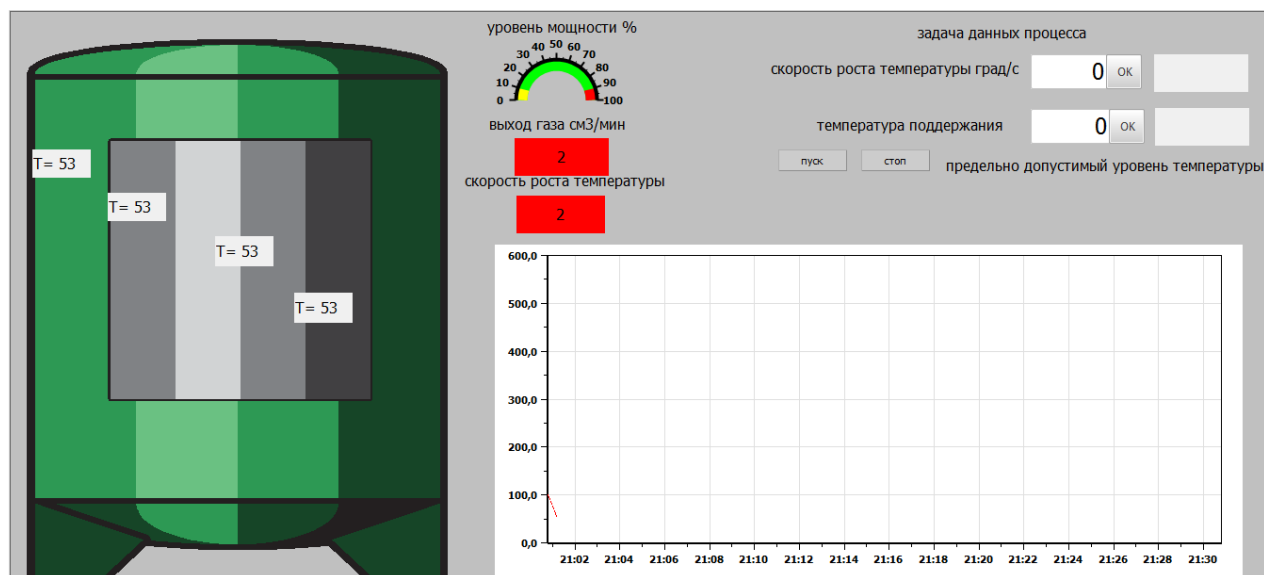 уровень мощности %
0 10 20 30 40 50 60 70 80 90 100
выход газа см3/мин
2
скорость роста температуры
2
задача данных процесса
скорость роста температуры град/с
0 OK
температура поддержания
0 OK
пуск стоп
предельно допустимый уровень температуры
T= 53
T= 53
T= 53
T= 53
600,0
500,0
400,0
300,0
200,0
100,0
0,0
21:02 21:04 21:06 21:08 21:10 21:12 21:14 21:16 21:18 21:20 21:22 21:24 21:26 21:28 21:30